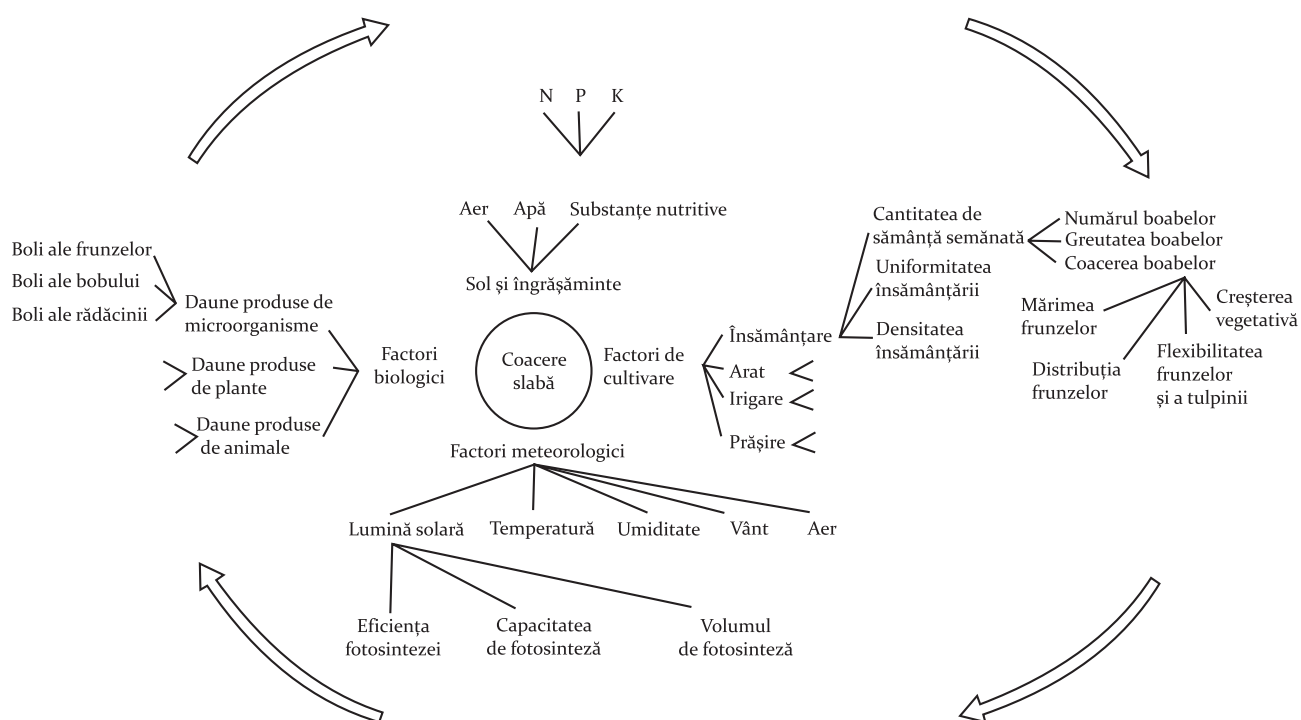 N P K
Aer Apă Substanțe nutritive
Sol și îngrășăminte
Boli ale frunzelor
Boli ale bobului
Boli ale rădăcinii
Daune produse de
microorganisme
Daune produse
de plante
Daune produse
de animale
Factori
biologici
Coacere
slabă
Factori de
cultivare
Însămânțare
Arat
Irigare
Prășire
Cantitatea de
sămânță semănată
Uniformitatea
însămânțării
Densitatea
însămânțării
Numărul boabelor
Greutatea boabelor
Coacerea boabelor
Mărimea
frunzelor
Distribuția
frunzelor
Flexibilitatea
frunzelor
și a tulpinii
Creșterea
vegetativă
Factori meteorologici
Lumină solară Temperatură Umiditate Vânt Aer
Eficiența
fotosintezei
Capacitatea
de fotosinteză
Volumul
de fotosinteză